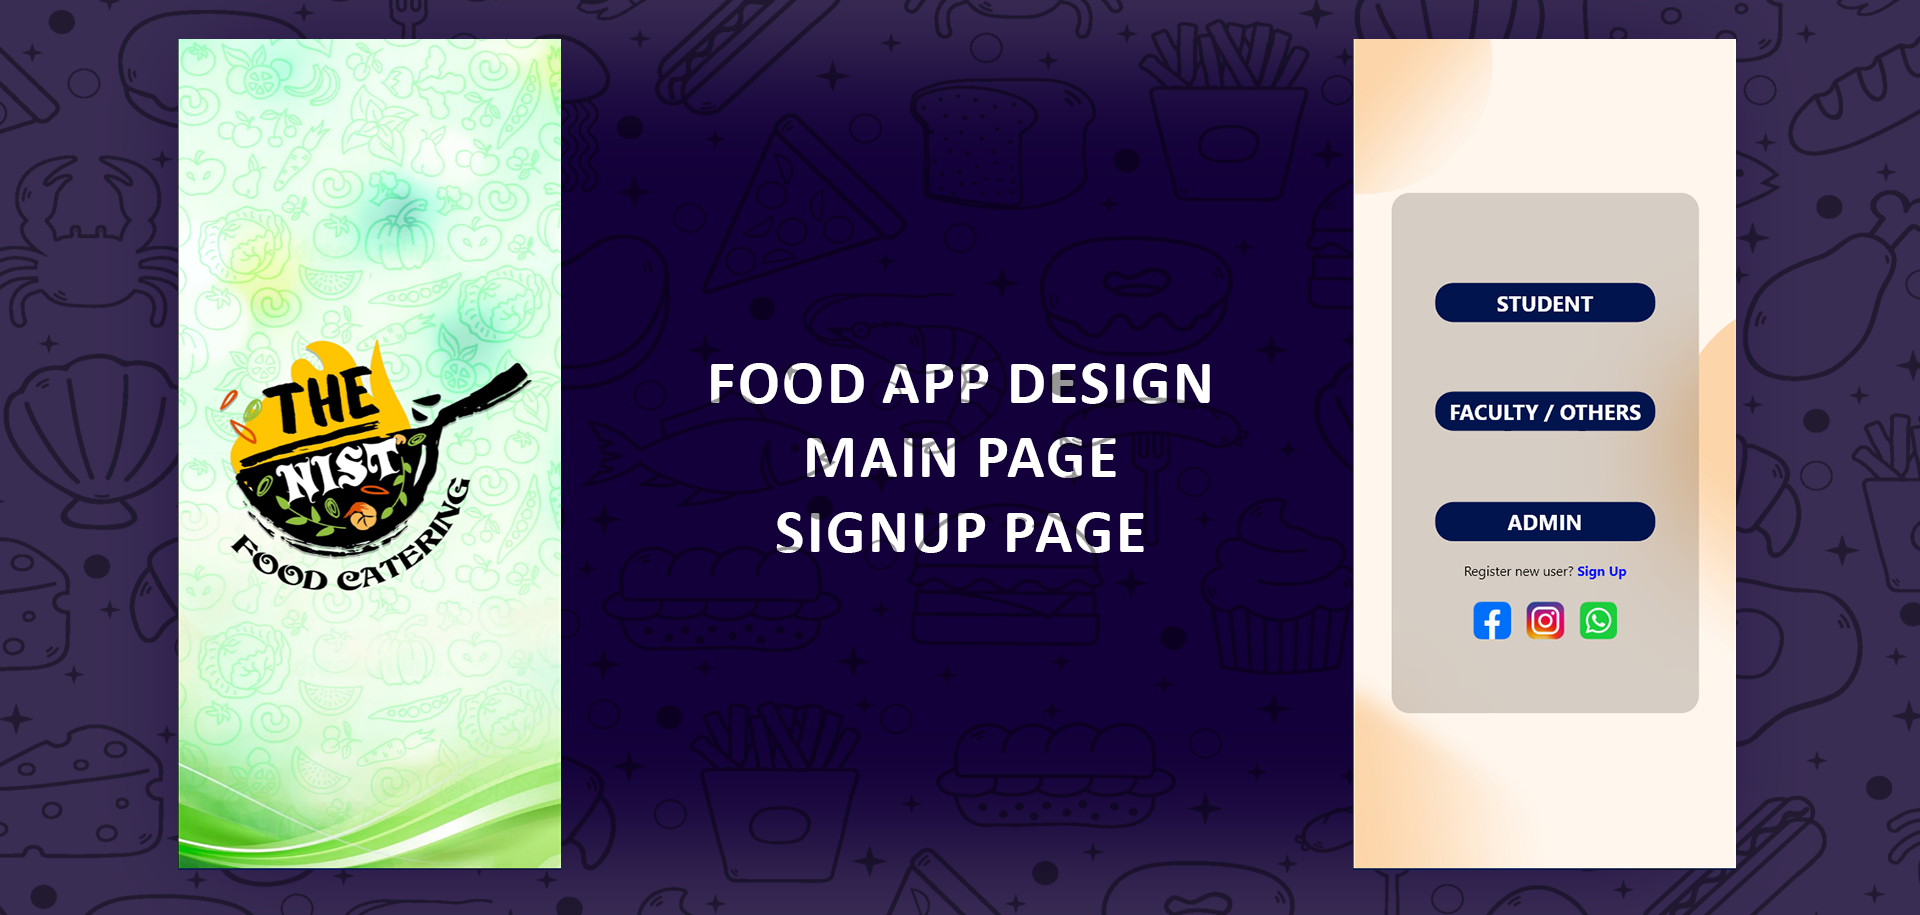 THE
NIST
FOOD CATERING
FOOD APP DESIGN
MAIN PAGE
SIGNUP PAGE
STUDENT
FACULTY / OTHERS
ADMIN
Register new user? Sign Up